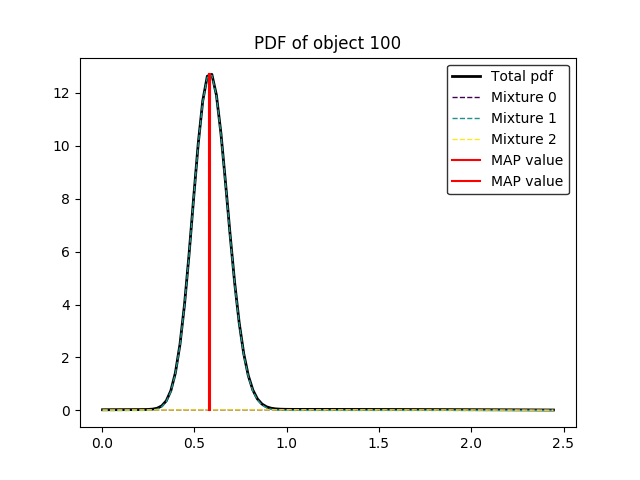 PDF of object 100
Total pdf
Mixture 0
Mixture 1
Mixture 2
MAP value
MAP value
12
10
8
6
4
2
0
0.0 0.5 1.0 1.5 2.0 2.5